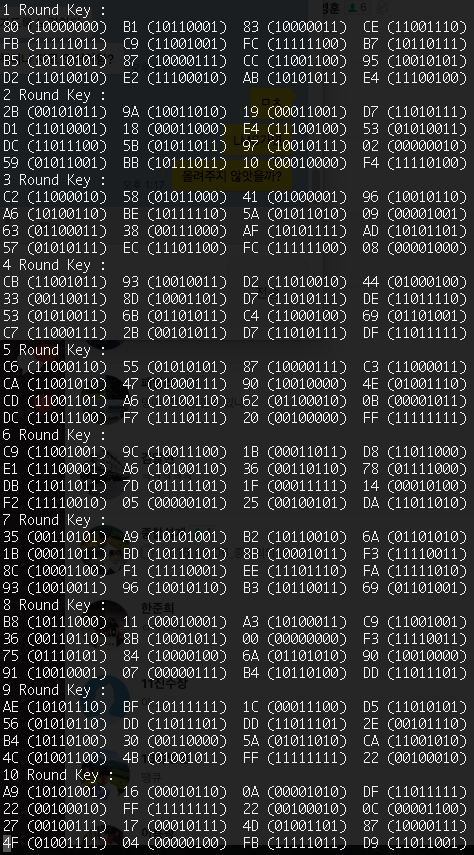 1 Round Key :
80 (10000000) B1 (10110001) 83 (10000011) CE (11001110)
FB (11111011) C9 (11001001) FC (11111100) B7 (10110111)
B5 (10110101) 87 (10000111) CC (11001100) 95 (10010101)
D2 (11010010) E2 (11100010) AB (10101011) E4 (11100100)
2 Round Key :
2B (00101011) 9A (10011010) 19 (00011001) D7 (11010111)
D1 (11010001) 18 (00011000) E4 (11100100) 53 (01010011)
DC (11011100) 5B (01011011) 97 (10010111) 02 (00000010)
59 (01011001) BB (10111011) 10 (00010000) F4 (11110100)
올려주지 않앗을까?
3 Round Key :
C2 (11000010) 58 (01011000) 41 (01000001) 96 (10010110)
A6 (10100110) BE (10111110) 5A (01011010) 09 (00001001)
63 (01100011) 38 (00111000) AF (10101111) AD (10101101)
57 (01010111) EC (11101100) FC (11111100) 08 (00001000)
4 Round Key :
CB (11001011) 93 (10010011) D2 (11010010) 44 (01000100)
33 (00110011) 8D (10001101) D7 (11010111) DE (11011110)
53 (01010011) 6B (01101011) C4 (11000100) 69 (01101001)
C7 (11000111) 2B (00101011) D7 (11010111) DF (11011111)
5 Round Key :
C6 (11000110) 55 (01010101) 87 (10000111) C3 (11000011)
CA (11001010) 47 (01000111) 90 (10010000) 4E (01001110)
CD (11001101) A6 (10100110) 62 (01100010) 0B (00001011)
DC (11011100) F7 (11110111) 20 (00100000) FF (11111111)
6 Round Key :
C9 (11001001) 9C (10011100) 1B (00011011) D8 (11011000)
E1 (11100001) A6 (10100110) 36 (00110110) 78 (01111000)
DB (11011011) 7D (01111101) 1F (00011111) 14 (00010100)
F2 (11110010) 05 (00000101) 25 (00100101) DA (11011010)
7 Round Key :
35 (00110101) A9 (10101001) B2 (10110010) 6A (01101010)
1B (00011011) BD (10111101) 8B (10001011) F3 (11110011)
8C (10001100) F1 (11110001) EE (11101110) FA (11111010)
93 (10010011) 96 (10010110) B3 (10110011) 69 (01101001)
8 Round Key :
한준희
B8 (10111000) 11 (00010001) A3 (10100011) C9 (11001001)
36 (00110110) 8B (10001011) 00 (00000000) F3 (11110011)
75 (01110101) 84 (10000100) 6A (01101010) 90 (10010000)
91 (10010001) 07 (00000111) B4 (10110100) DD (11011101)
9 Round Key :
AE (10101110) BF (10111111) 1C (00011100) D5 (11010101)
56 (01010110) DD (11011101) DD (11011101) 2E (00101110)
B4 (10110100) 30 (00110000) 5A (01011010) CA (11001010)
4C (01001100) 4B (01001011) FF (11111111) 22 (00100010)
땡큐
10 Round Key :
A9 (10101001) 16 (00010110) 0A (00001010) DF (11011111)
22 (00100010) FF (11111111) 22 (00100010) 0C (00001100)
27 (00100111) 17 (00010111) 4D (01001101) 87 (10000111)
4F (01001111) 04 (00000100) FB (11111011) D9 (11011001)